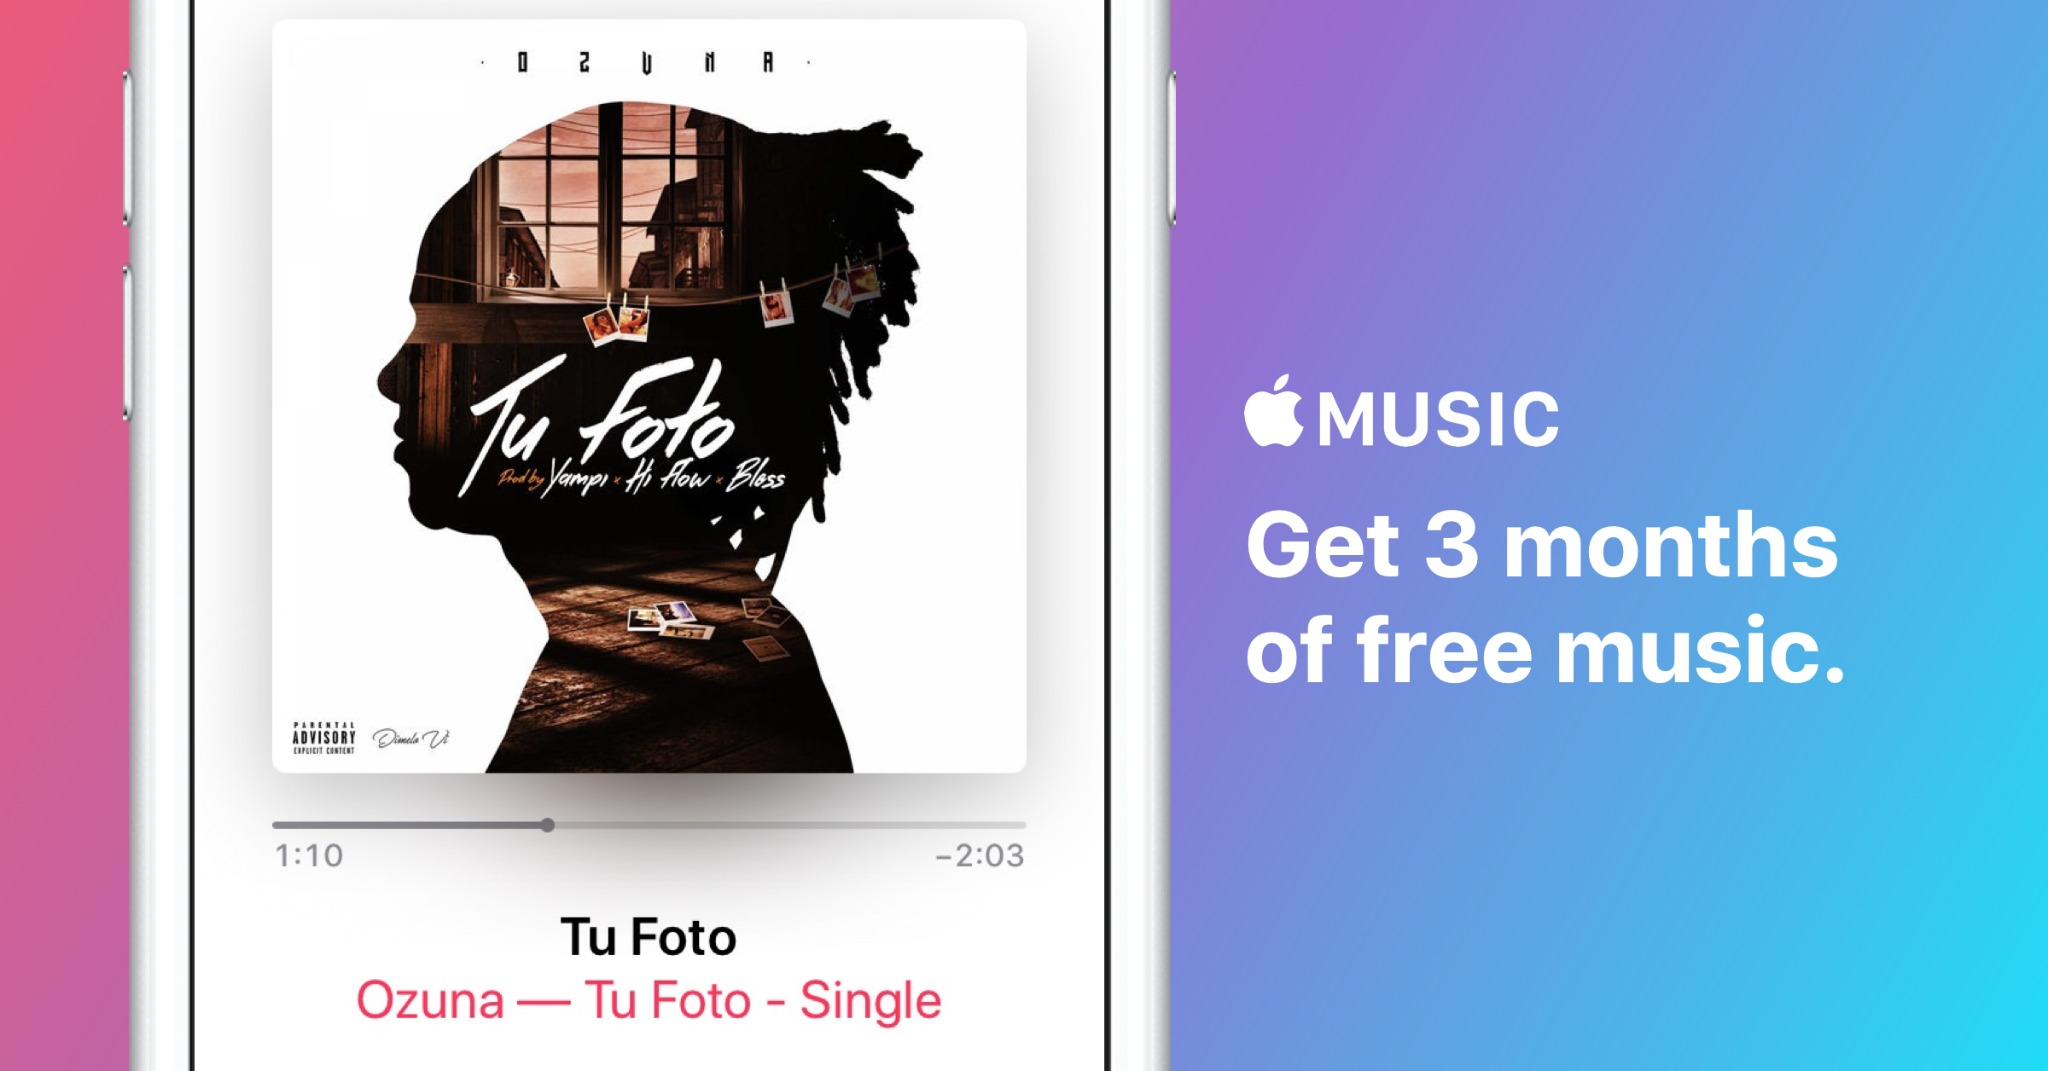 · O Z U N A ·
Tu Foto
Prod by Yampi x Hi Flow x Bless
PARENTAL
ADVISORY
EXPLICIT CONTENT
Dimelo Vi
1:10
−2:03
Tu Foto
Ozuna — Tu Foto - Single
MUSIC
Get 3 months
of free music.